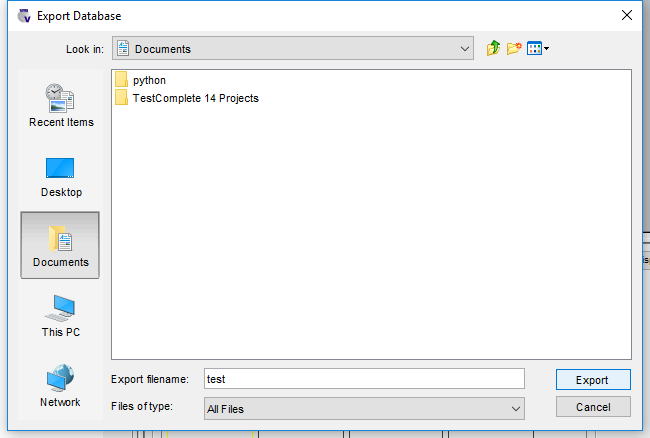 Export Database
Look in: Documents
python
TestComplete 14 Projects
Recent Items
Desktop
Documents
This PC
Network
Export filename: test Export
Files of type: All Files Cancel